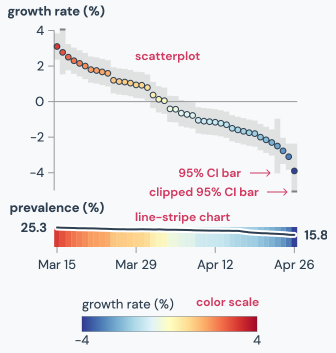 growth rate (%)
4
scatterplot
2
0
−2
95% CI bar
−4
clipped 95% CI bar
prevalence (%)
line-stripe chart
25.3
15.8
Mar 15 Mar 29 Apr 12 Apr 26
growth rate (%) color scale
−4 4